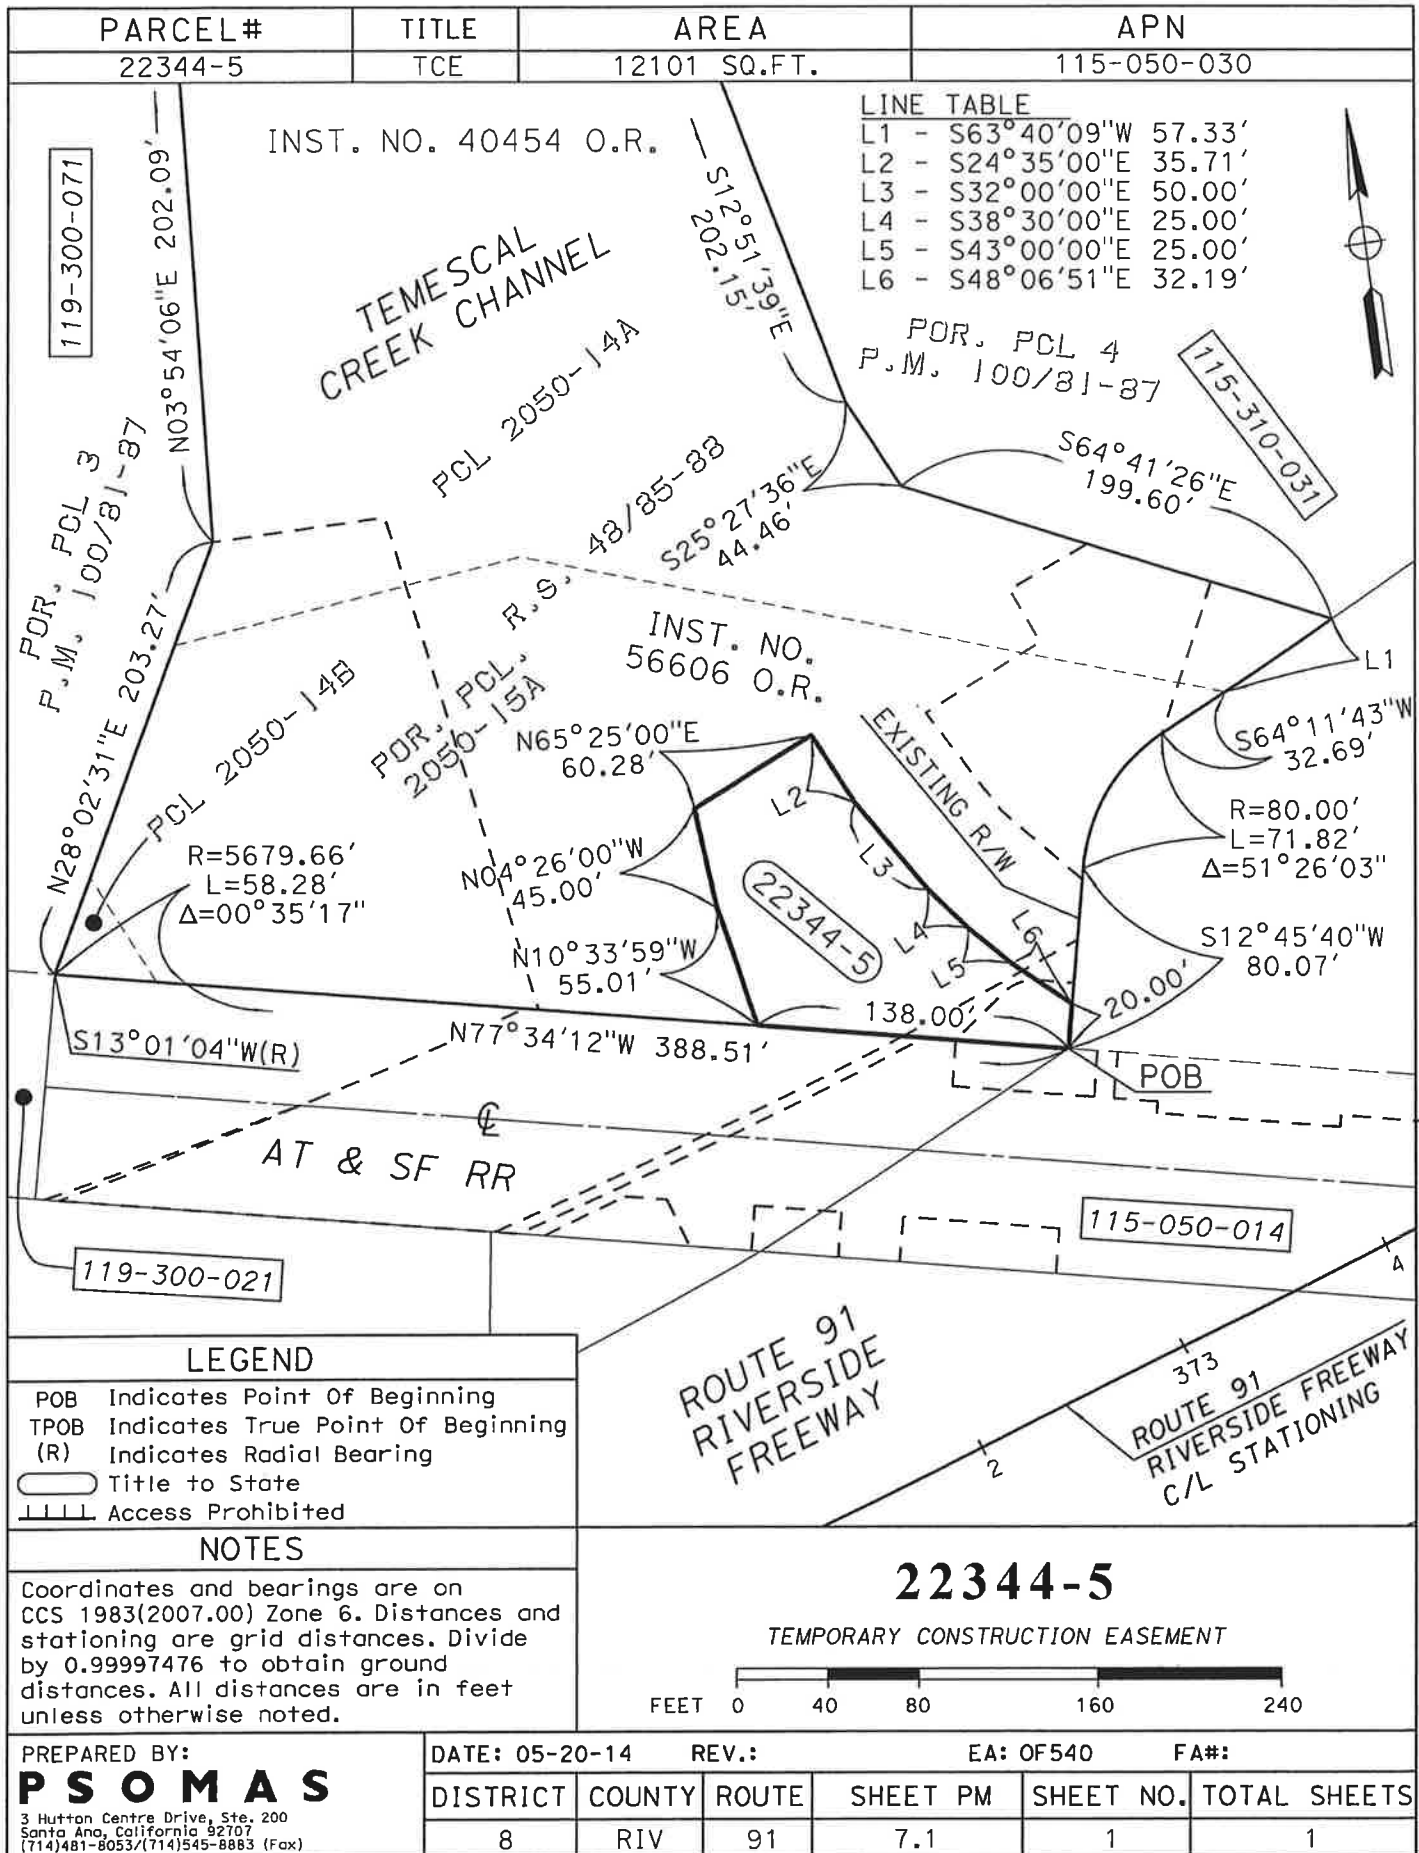 PARCEL# TITLE AREA APN
22344-5 TCE 12101 SQ.FT. 115-050-030
LINE TABLE
L1 - S63°40'09"W 57.33'
L2 - S24°35'00"E 35.71'
L3 - S32°00'00"E 50.00'
L4 - S38°30'00"E 25.00'
L5 - S43°00'00"E 25.00'
L6 - S48°06'51"E 32.19'
INST. NO. 40454 O.R.
119-300-071
N03°54'06"E 202.09'
TEMESCAL
CREEK CHANNEL
S12°51'39"E
202.15'
POR. PCL 4
P.M. 100/81-87
115-310-031
PCL 2050-14A
POR. PCL 3
P.M. 100/81-87
R.S. 48/85-88
S25°27'36"E
44.46'
S64°41'26"E
199.60'
INST. NO.
56606 O.R.
L1
N28°02'31"E 203.27'
PCL 2050-14B
POR. PCL.
2050-15A
N65°25'00"E
60.28'
EXISTING R/W
S64°11'43"W
32.69'
L2
R=80.00'
L=71.82'
Δ=51°26'03"
R=5679.66'
L=58.28'
Δ=00°35'17"
N04°26'00"W
45.00'
L3
22344-5
L4
L5
L6
S12°45'40"W
80.07'
N10°33'59"W
55.01'
138.00'
20.00'
S13°01'04"W(R)
N77°34'12"W 388.51'
POB
℄
AT & SF RR
115-050-014
119-300-021
4
373
2
ROUTE 91
RIVERSIDE
FREEWAY
ROUTE 91
RIVERSIDE FREEWAY
C/L STATIONING
LEGEND
POB Indicates Point Of Beginning
TPOB Indicates True Point Of Beginning
(R) Indicates Radial Bearing
Title to State
Access Prohibited
NOTES
Coordinates and bearings are on
CCS 1983(2007.00) Zone 6. Distances and
stationing are grid distances. Divide
by 0.99997476 to obtain ground
distances. All distances are in feet
unless otherwise noted.
22344-5
TEMPORARY CONSTRUCTION EASEMENT
FEET 0 40 80 160 240
PREPARED BY:
PSOMAS
3 Hutton Centre Drive, Ste. 200
Santa Ana, California 92707
(714)481-8053/(714)545-8883 (Fax)
DATE: 05-20-14 REV.: EA: 0F540 FA#:
DISTRICT COUNTY ROUTE SHEET PM SHEET NO. TOTAL SHEETS
8 RIV 91 7.1 1 1